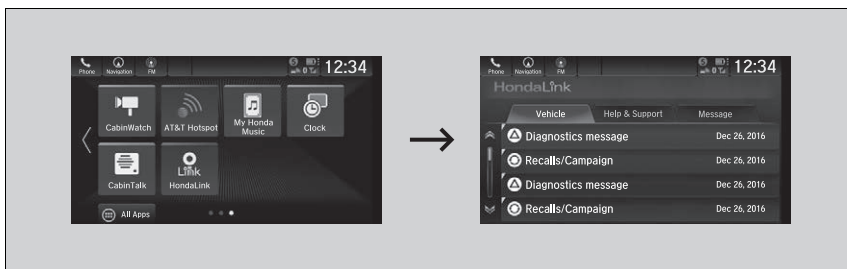 Phone Navigation FM 12:34
CabinWatch AT&T Hotspot My Honda Music Clock
CabinTalk Link HondaLink
All Apps
Phone Navigation FM 12:34
HondaLink
Vehicle Help & Support Message
Diagnostics message Dec 26, 2016
Recalls/Campaign Dec 26, 2016
Diagnostics message Dec 26, 2016
Recalls/Campaign Dec 26, 2016